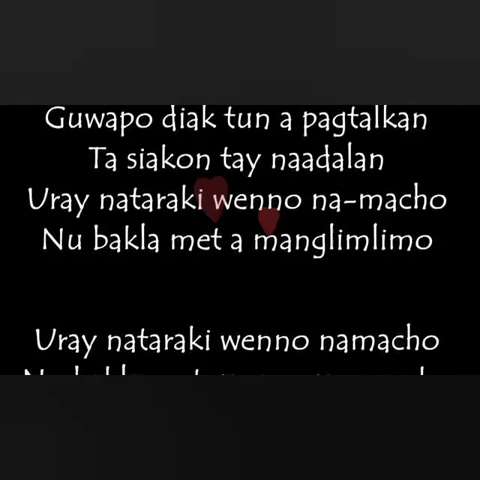 Guwapo diak tun a pagtalkan
Ta siakon tay naadalan
Uray nataraki wenno na-macho
Nu bakla met a manglimlimo
Uray nataraki wenno namacho